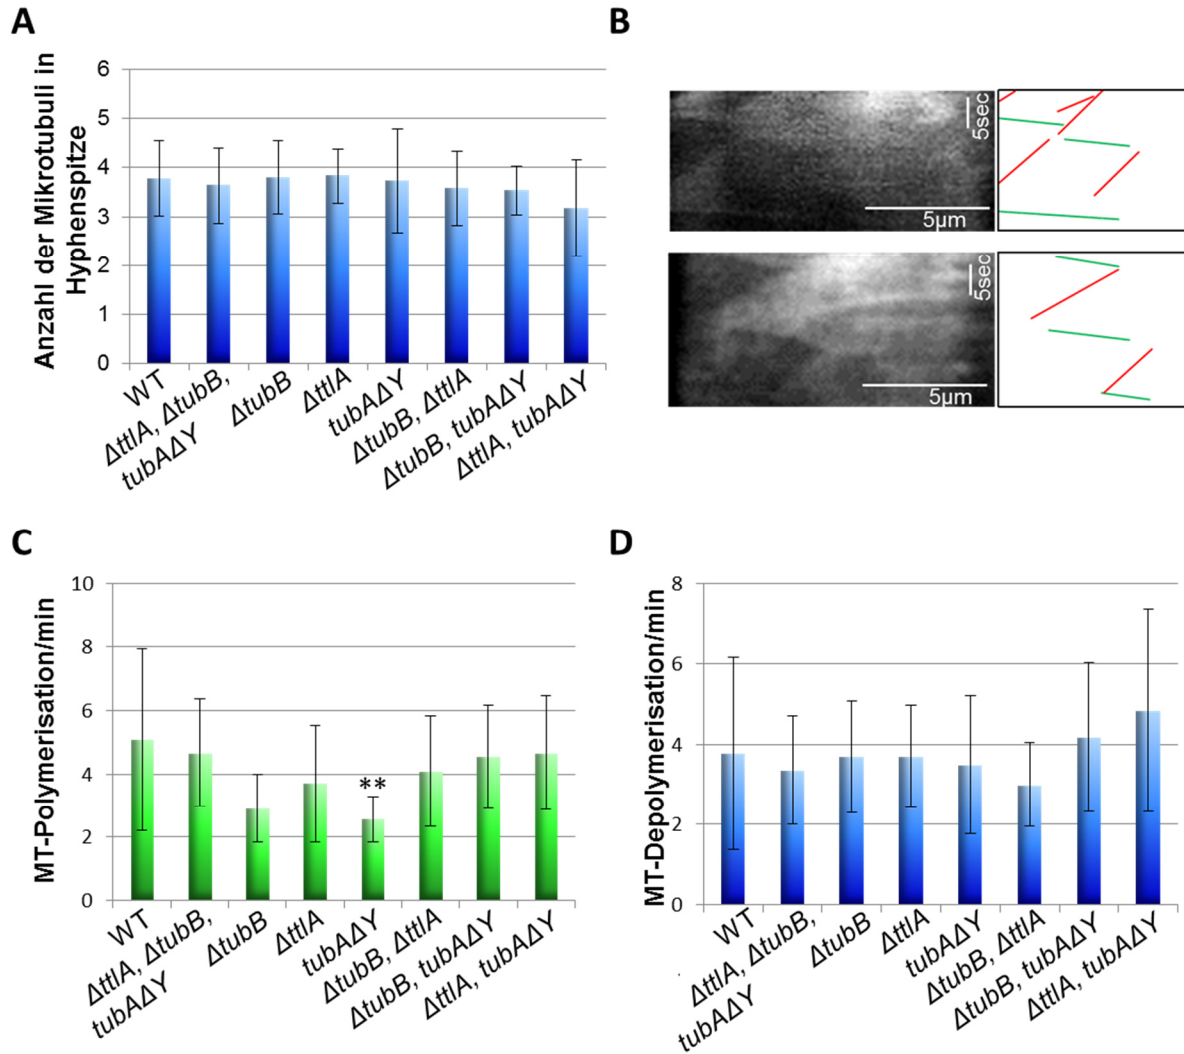 A
Anzahl der Mikrotubuli in
Hyphenspitze
6
5
4
3
2
1
0
WT
ΔttlA, ΔtubB,
tubAΔY
ΔtubB
ΔttlA
tubAΔY
ΔtubB, ΔttlA
ΔtubB, tubAΔY
ΔttlA, tubAΔY
B
5sec
5µm
5sec
5µm
C
MT-Polymerisation/min
10
8
6
4
2
0
**
WT
ΔttlA, ΔtubB,
tubAΔY
ΔtubB
ΔttlA
tubAΔY
ΔtubB, ΔttlA
ΔtubB, tubAΔY
ΔttlA, tubAΔY
D
MT-Depolymerisation/min
8
6
4
2
0
WT
ΔttlA, ΔtubB,
tubAΔY
ΔtubB
ΔttlA
tubAΔY
ΔtubB, ΔttlA
ΔtubB, tubAΔY
ΔttlA, tubAΔY